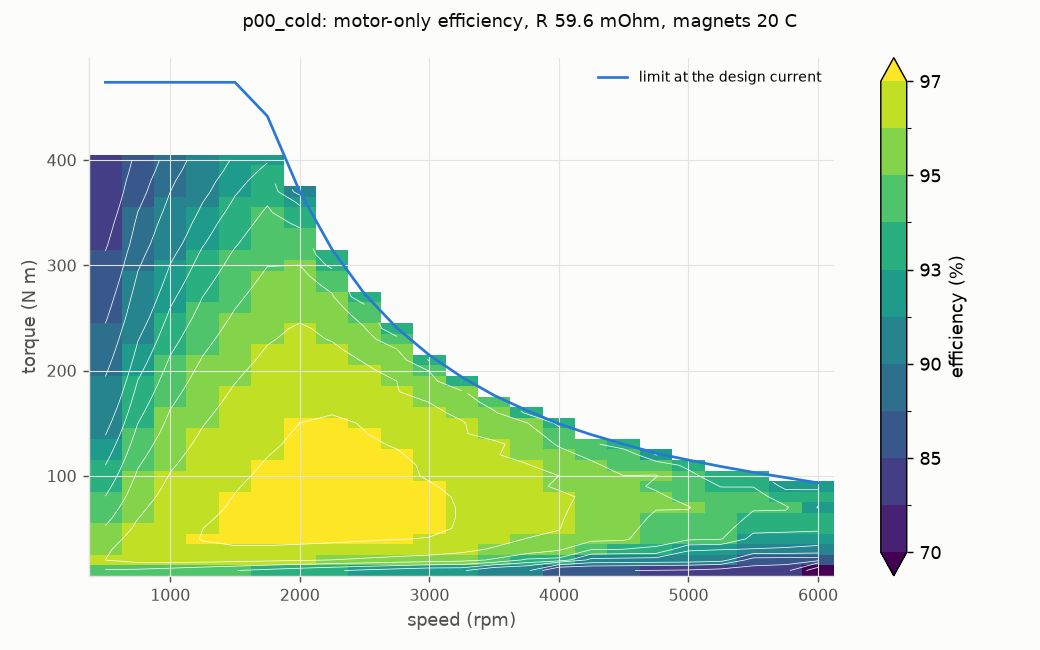 p00_cold: motor-only efficiency, R 59.6 mOhm, magnets 20 C
limit at the design current
400
300
200
100
torque (N m)
1000 2000 3000 4000 5000 6000
speed (rpm)
97
95
93
90
85
70
efficiency (%)